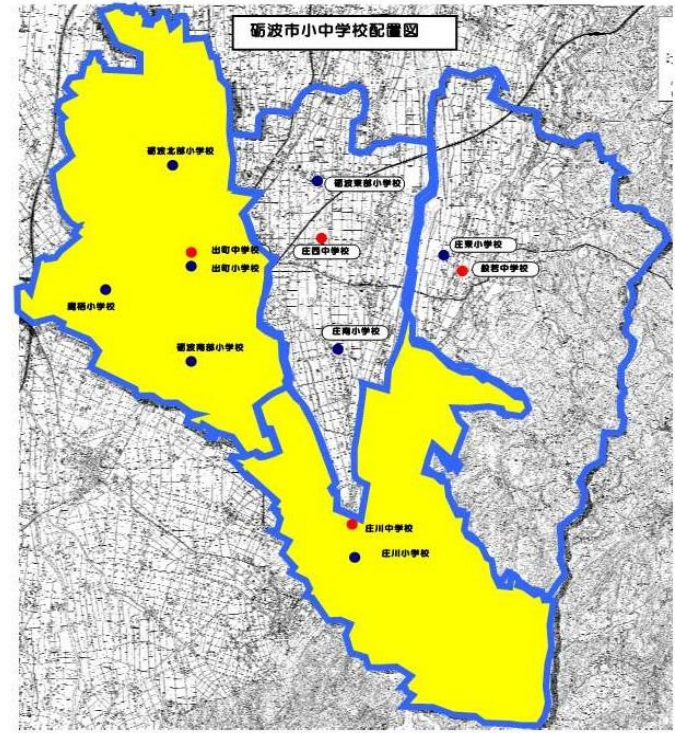 砺波市小中学校配置図
砺波北部小学校
砺波東部小学校
庄西中学校
庄東小学校
般若中学校
出町中学校
出町小学校
鷹栖小学校
庄南小学校
砺波南部小学校
庄川中学校
庄川小学校